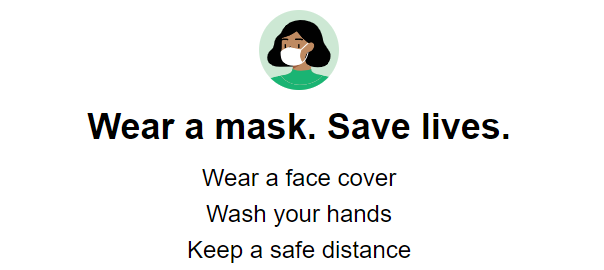 Wear a mask. Save lives.
Wear a face cover
Wash your hands
Keep a safe distance